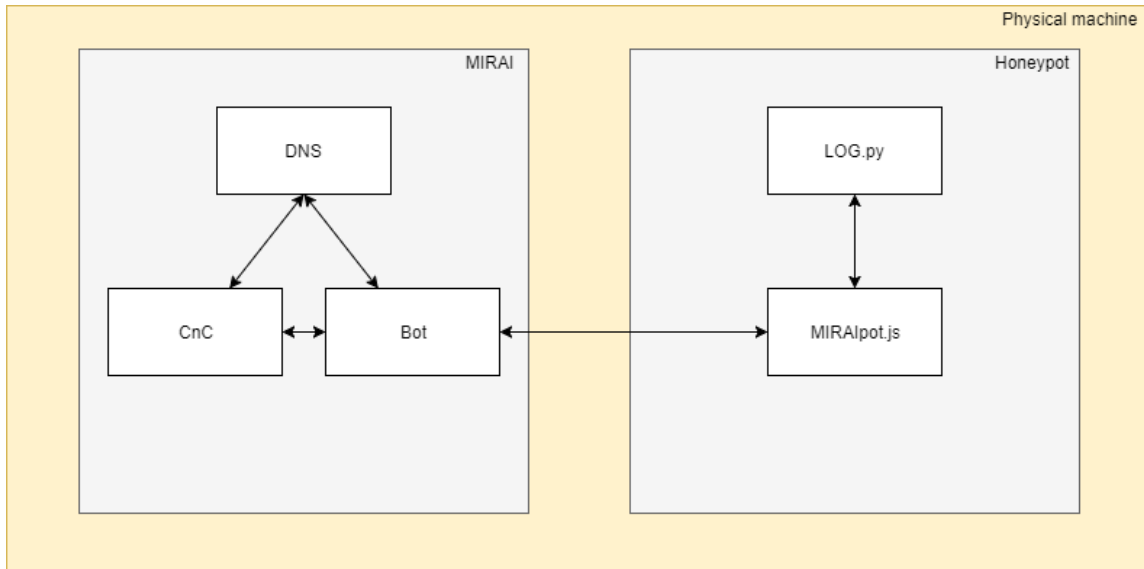 Physical machine
MIRAI
Honeypot
DNS
LOG.py
CnC
Bot
MIRAIpot.js